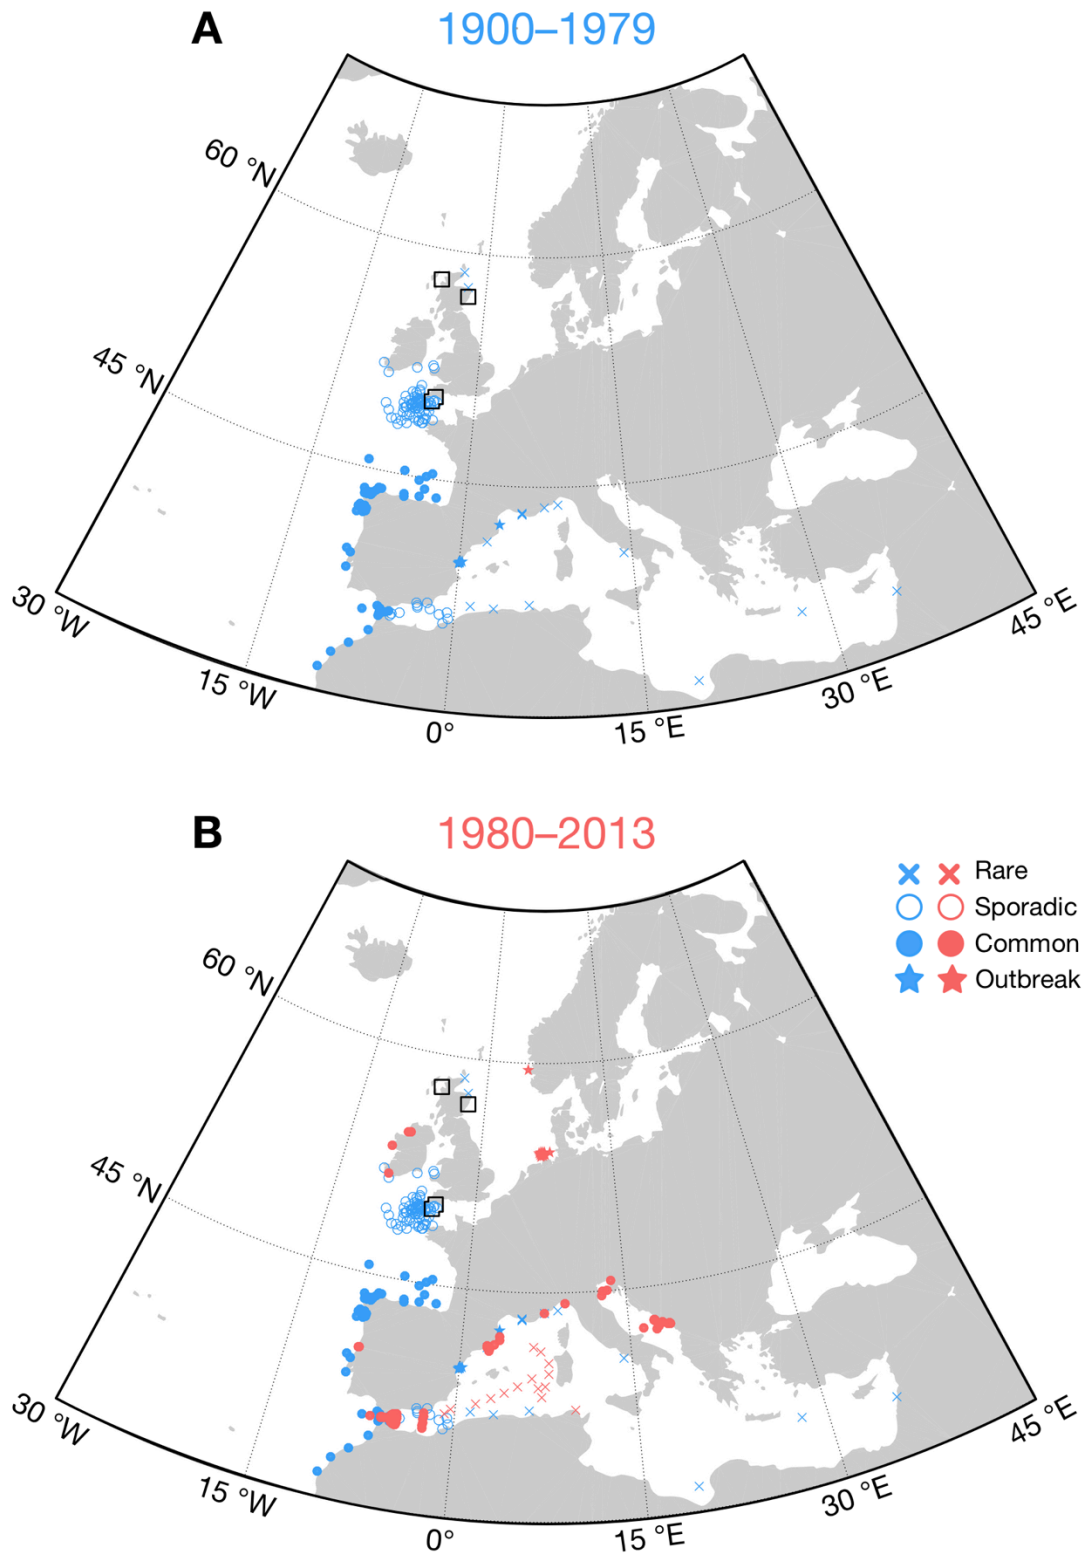 A
1900–1979
60 °N
45 °N
30 °W
15 °W
0°
15 °E
30 °E
45 °E
B
1980–2013
Rare
Sporadic
Common
Outbreak
60 °N
45 °N
30 °W
15 °W
0°
15 °E
30 °E
45 °E